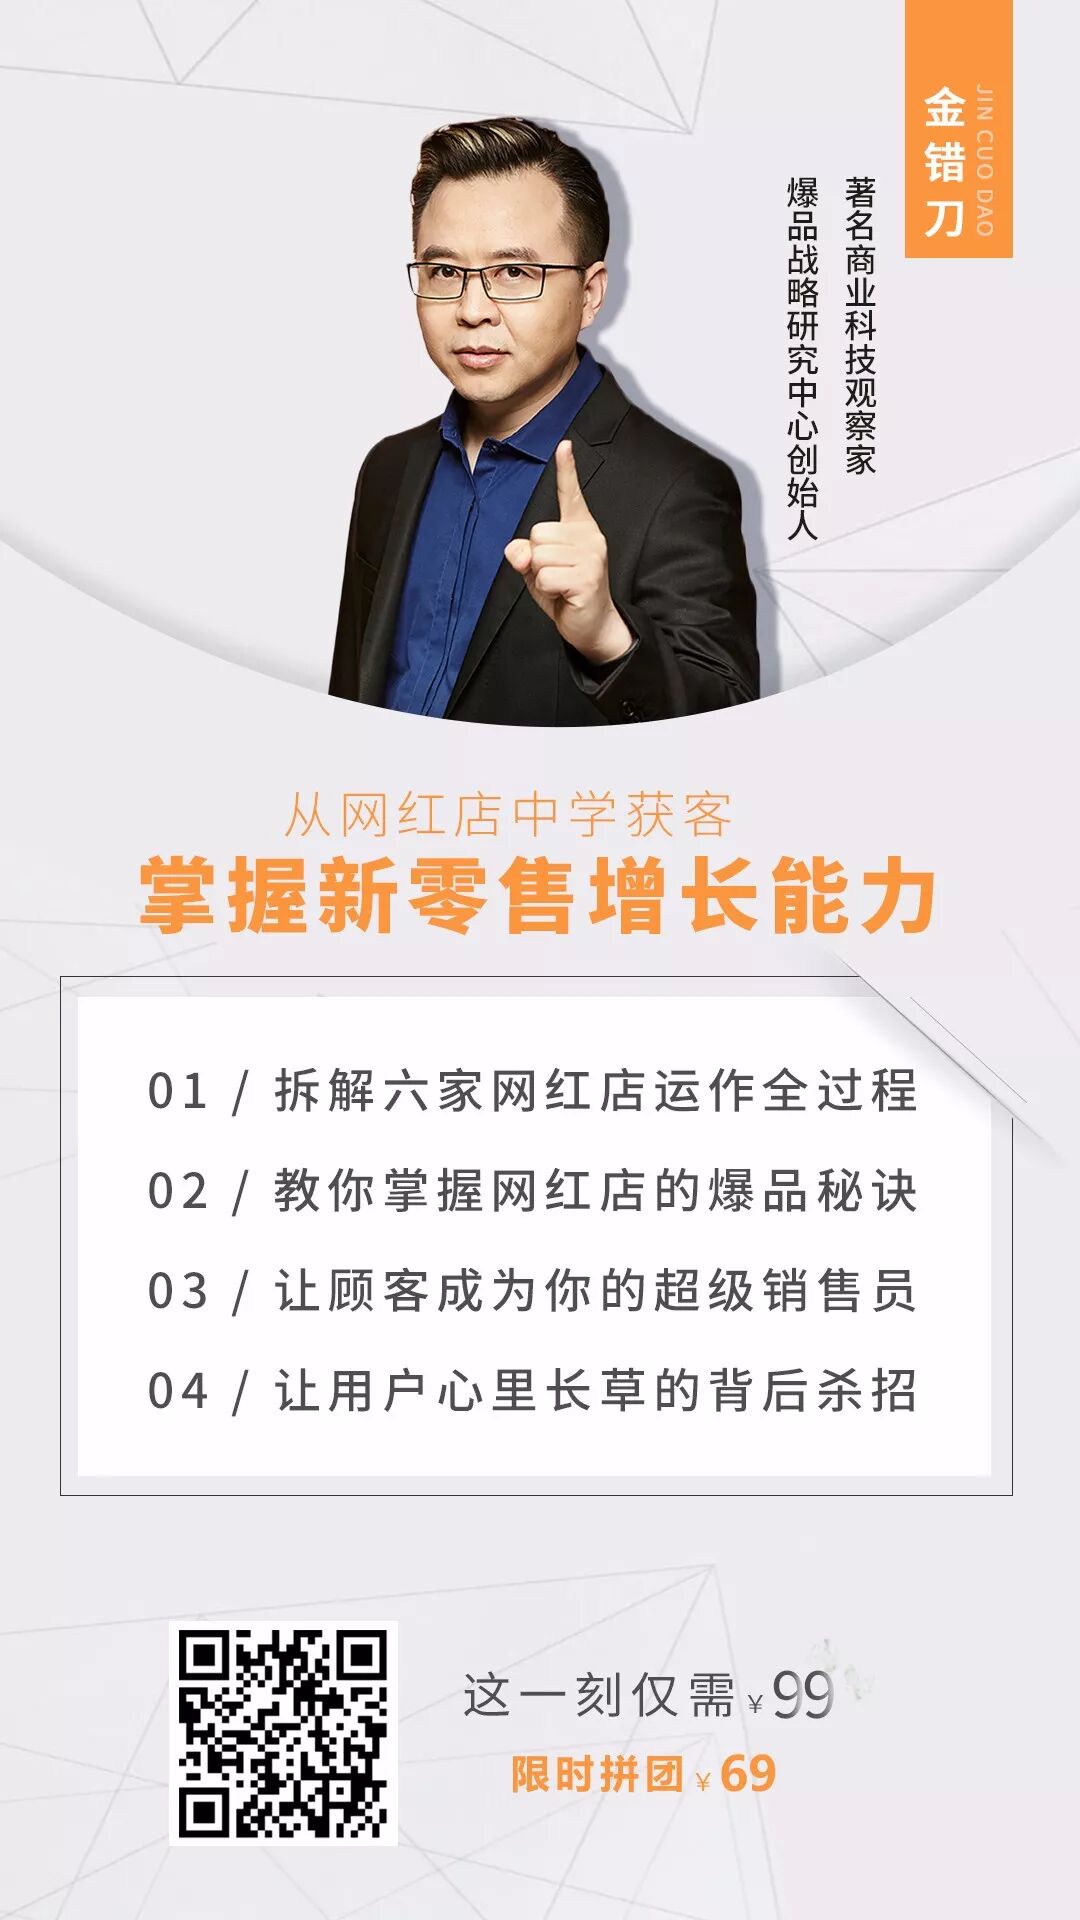 金错刀
JIN CUO DAO
著名商业科技观察家
爆品战略研究中心创始人
从网红店中学获客
掌握新零售增长能力
01 / 拆解六家网红店运作全过程
02 / 教你掌握网红店的爆品秘诀
03 / 让顾客成为你的超级销售员
04 / 让用户心里长草的背后杀招
这一刻仅需 ¥ 99
限时拼团 ¥ 69